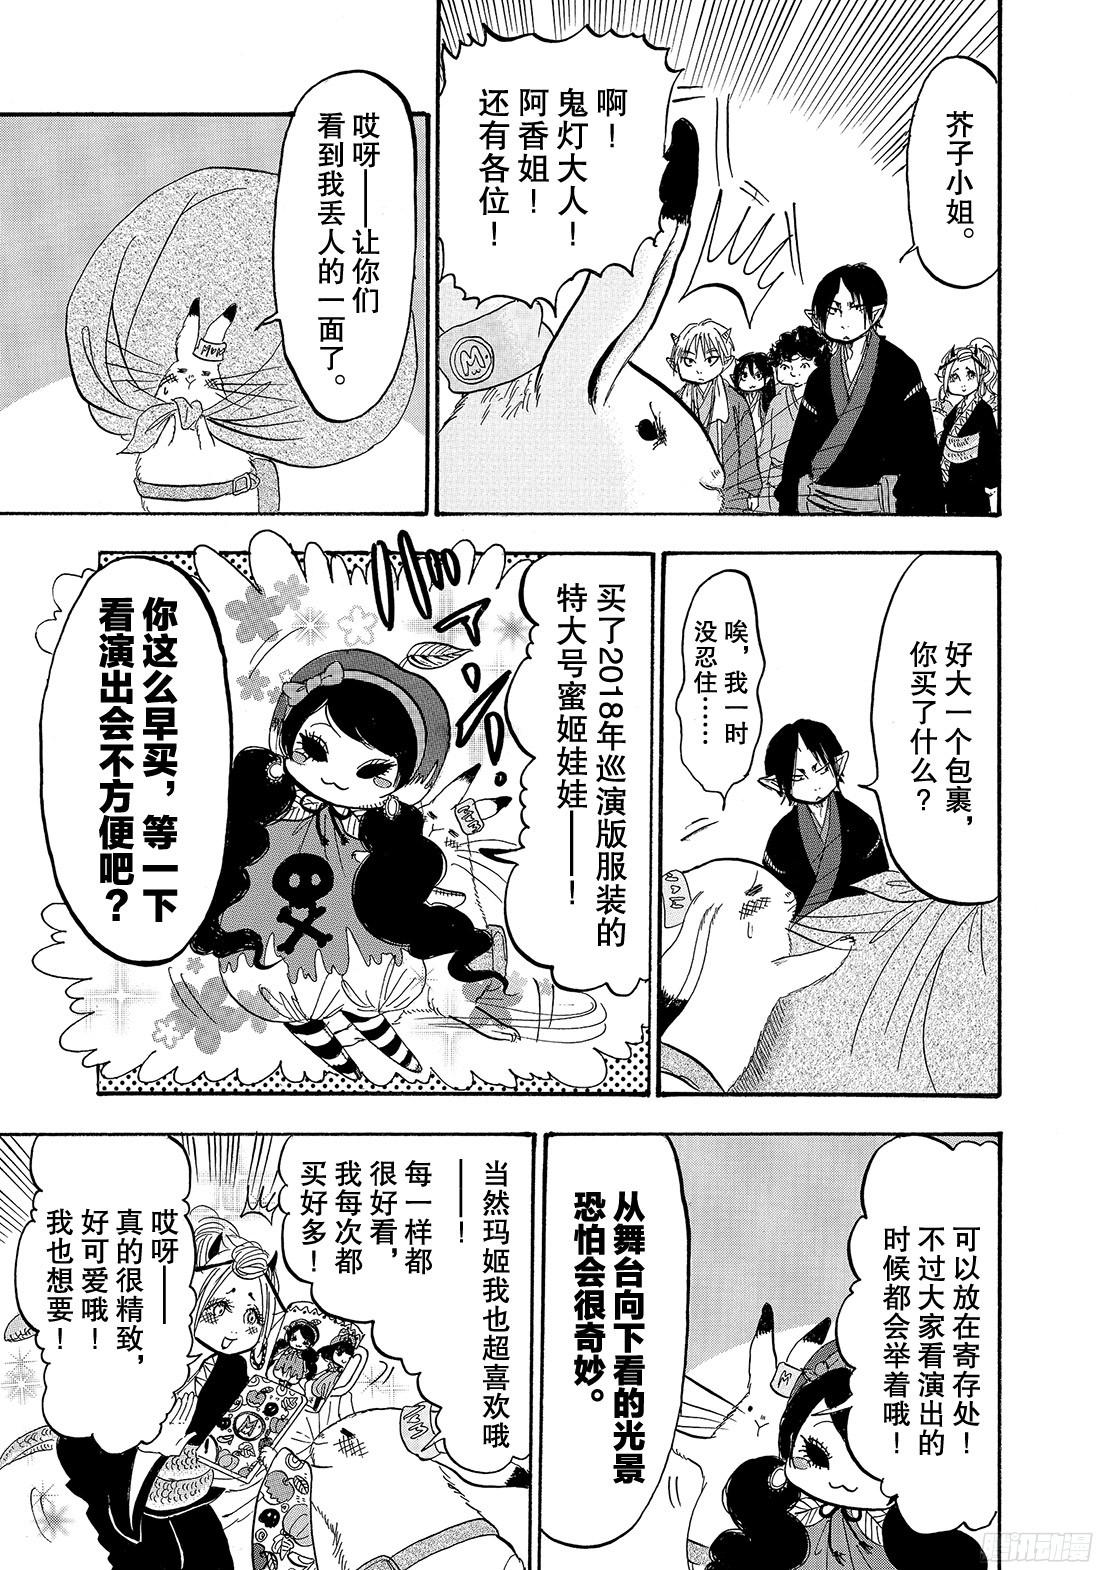 芥子小姐。
啊！
鬼灯大人！
阿香姐！
还有各位！
M
哎呀——让你们
看到我丢人的一面了。
好大一个包裹，
你买了什么？
唉，我一时
没忍住……
买了2018年巡演版服装的
特大号蜜姬娃娃——！
你这么早买，等一下
看演出会不方便吧？
可以放在寄存处！
不过大家看演出的
时候都会举着哦！
从舞台向下看的光景
恐怕会很奇妙。
当然玛姬我也超喜欢哦
——！
每一样都
很好看，
我每次都
买好多！
哎呀——
真的很精致，
好可爱哦！
我也想要！
腾讯动漫